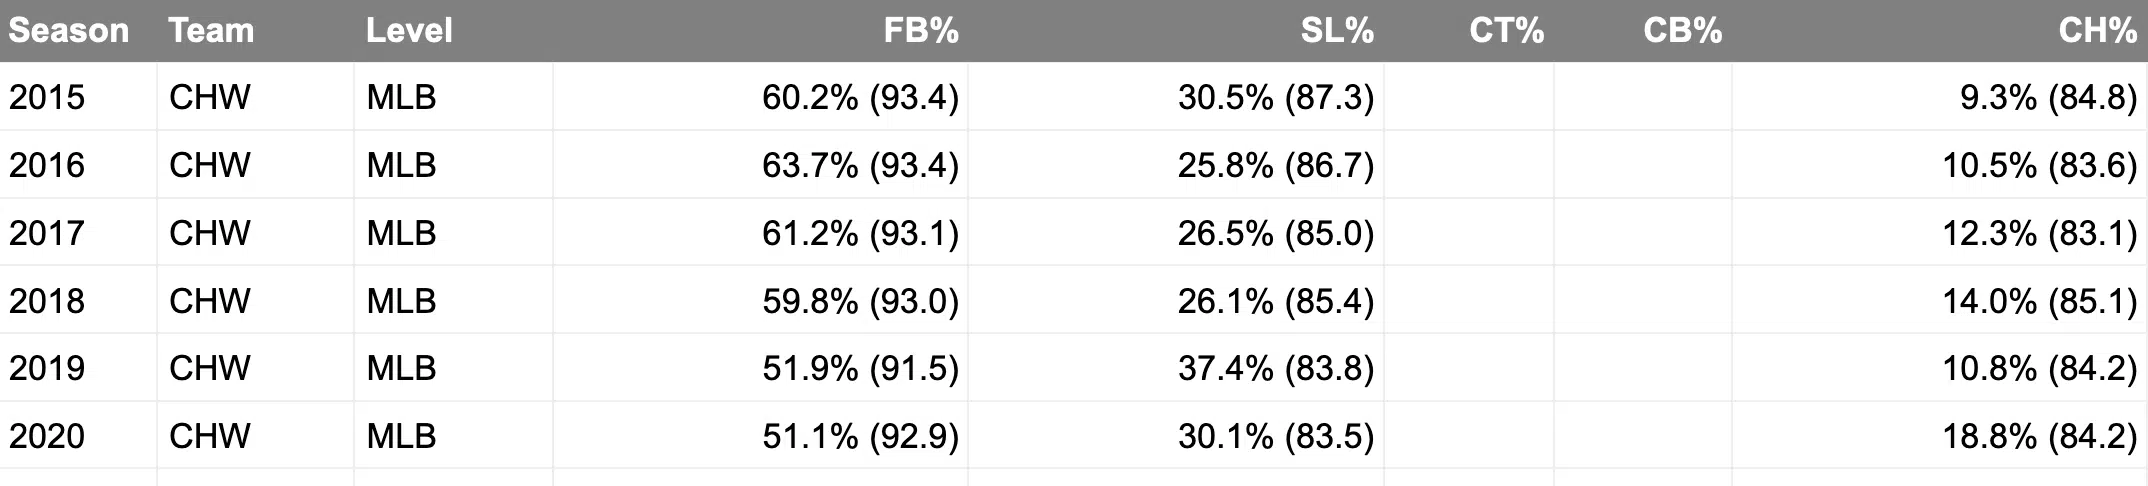 Season Team Level FB% SL% CT% CB% CH%
2015 CHW MLB 60.2% (93.4) 30.5% (87.3) 9.3% (84.8)
2016 CHW MLB 63.7% (93.4) 25.8% (86.7) 10.5% (83.6)
2017 CHW MLB 61.2% (93.1) 26.5% (85.0) 12.3% (83.1)
2018 CHW MLB 59.8% (93.0) 26.1% (85.4) 14.0% (85.1)
2019 CHW MLB 51.9% (91.5) 37.4% (83.8) 10.8% (84.2)
2020 CHW MLB 51.1% (92.9) 30.1% (83.5) 18.8% (84.2)